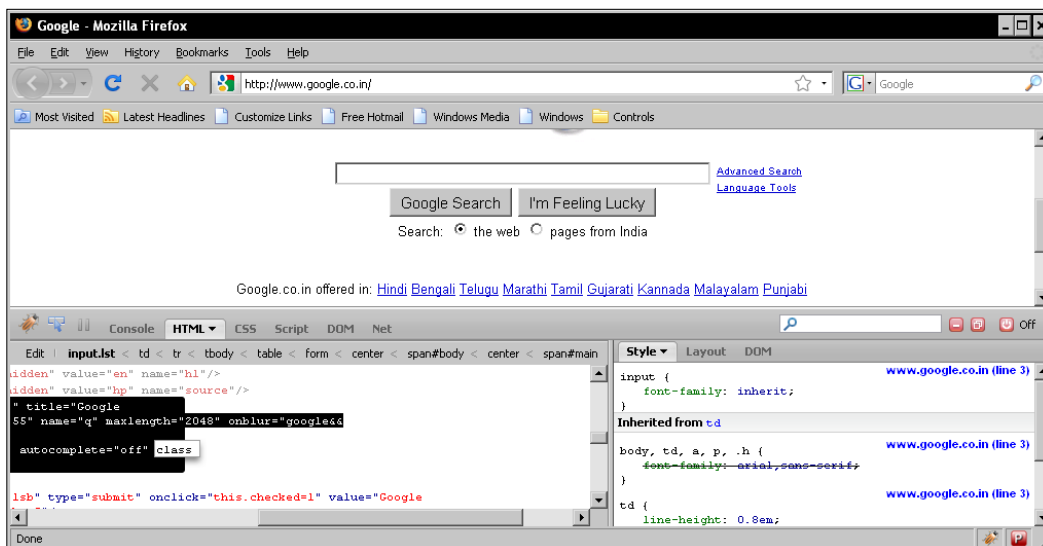 Google - Mozilla Firefox
File Edit View History Bookmarks Tools Help
http://www.google.co.in/
G Google
Most Visited Latest Headlines Customize Links Free Hotmail Windows Media Windows Controls
Advanced Search
Language Tools
Google Search I'm Feeling Lucky
Search: the web pages from India
Google.co.in offered in: Hindi Bengali Telugu Marathi Tamil Gujarati Kannada Malayalam Punjabi
Console HTML CSS Script DOM Net
Off
Edit input.lst < td < tr < tbody < table < form < center < span#body < center < span#main
idden" value="en" name="hl"/>
idden" value="hp" name="source"/>
" title="Google
55" name="q" maxlength="2048" onblur="google&&
autocomplete="off" class
lsb" type="submit" onclick="this.checked=1" value="Google
Style Layout DOM
input { www.google.co.in (line 3)
font-family: inherit;
}
Inherited from td
body, td, a, p, .h { www.google.co.in (line 3)
font-family: arial,sans-serif;
}
td { www.google.co.in (line 3)
line-height: 0.8em;
Done
P